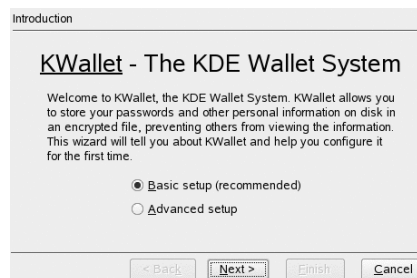 Introduction
KWallet - The KDE Wallet System
Welcome to KWallet, the KDE Wallet System. KWallet allows you
to store your passwords and other personal information on disk in
an encrypted file, preventing others from viewing the information.
This wizard will tell you about KWallet and help you configure it
for the first time.
Basic setup (recommended)
Advanced setup
< Back Next > Finish Cancel